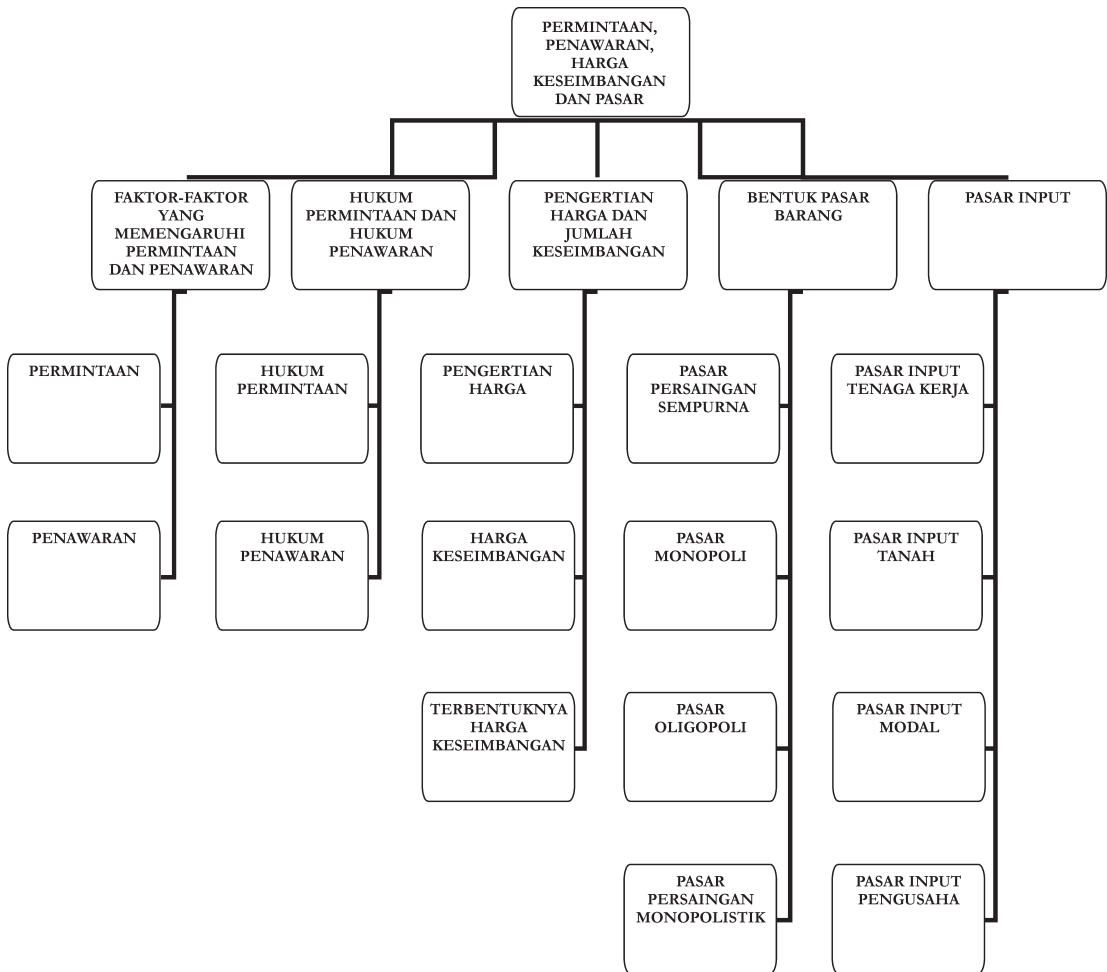 PERMINTAAN,
PENAWARAN,
HARGA
KESEIMBANGAN
DAN PASAR
FAKTOR-FAKTOR
YANG
MEMENGARUHI
PERMINTAAN
DAN PENAWARAN
HUKUM
PERMINTAAN DAN
HUKUM
PENAWARAN
PENGERTIAN
HARGA DAN
JUMLAH
KESEIMBANGAN
BENTUK PASAR
BARANG
PASAR INPUT
PERMINTAAN
HUKUM
PERMINTAAN
PENGERTIAN
HARGA
PASAR
PERSAINGAN
SEMPURNA
PASAR INPUT
TENAGA KERJA
PENAWARAN
HUKUM
PENAWARAN
HARGA
KESEIMBANGAN
PASAR
MONOPOLI
PASAR INPUT
TANAH
TERBENTUKNYA
HARGA
KESEIMBANGAN
PASAR
OLIGOPOLI
PASAR INPUT
MODAL
PASAR
PERSAINGAN
MONOPOLISTIK
PASAR INPUT
PENGUSAHA